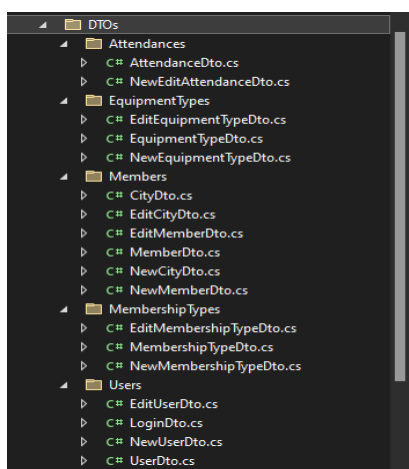 DTOs
Attendances
C# AttendanceDto.cs
C# NewEditAttendanceDto.cs
EquipmentTypes
C# EditEquipmentTypeDto.cs
C# EquipmentTypeDto.cs
C# NewEquipmentTypeDto.cs
Members
C# CityDto.cs
C# EditCityDto.cs
C# EditMemberDto.cs
C# MemberDto.cs
C# NewCityDto.cs
C# NewMemberDto.cs
MembershipTypes
C# EditMembershipTypeDto.cs
C# MembershipTypeDto.cs
C# NewMembershipTypeDto.cs
Users
C# EditUserDto.cs
C# LoginDto.cs
C# NewUserDto.cs
C# UserDto.cs